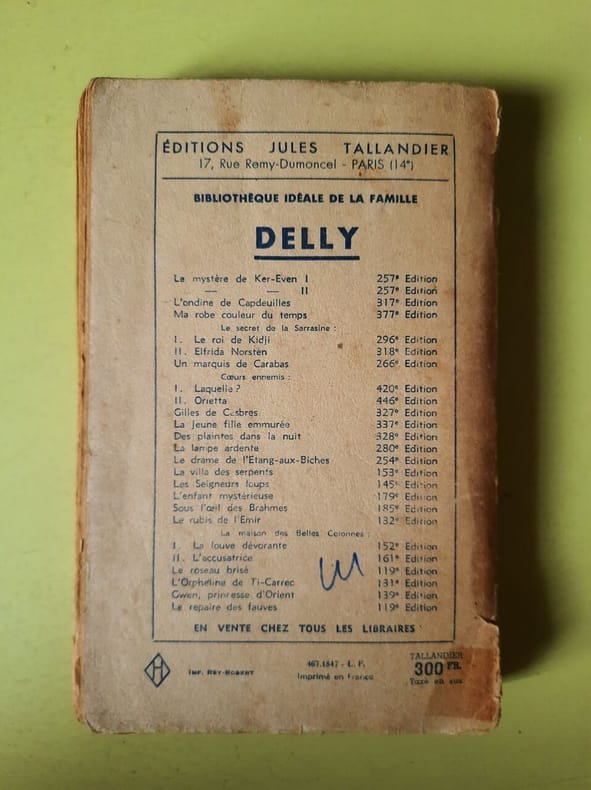 ÉDITIONS JULES TALLANDIER
17, Rue Remy-Dumoncel - PARIS (14e)
BIBLIOTHÈQUE IDÉALE DE LA FAMILLE
DELLY
Le mystère de Ker-Even I 257e Edition
— — II 257e Edition
L'ondine de Capdeuilles 317e Edition
Ma robe couleur du temps 377e Edition
Le secret de la Sarrasine :
I. Le roi de Kidji 296e Edition
II. Elfrida Norsten 318e Edition
Un marquis de Carabas 266e Edition
Cœurs ennemis :
I. Laquelle ? 420e Edition
II. Orietta 446e Edition
Gilles de Cesbres 327e Edition
La jeune fille emmurée 337e Edition
Des plaintes dans la nuit 328e Edition
La lampe ardente 280e Edition
Le drame de l'Etang-aux-Biches 254e Edition
La villa des serpents 153e Edition
Les Seigneurs loups 145e Edition
L'enfant mystérieuse 179e Edition
Sous l'œil des Brahmes 185e Edition
Le rubis de l'Emir 132e Edition
La maison des Belles Colonnes :
I. La louve dévorante 152e Edition
II. L'accusatrice 161e Edition
Le roseau brisé 119e Edition
L'Orpheline de Ti-Carrec 131e Edition
Gwen, princesse d'Orient 139e Edition
Le repaire des fauves 119e Edition
EN VENTE CHEZ TOUS LES LIBRAIRES
IMP. REY-ROBERT
467.1847 - L. F.
Imprimé en France
TALLANDIER
300 FR.
Taxe en sus